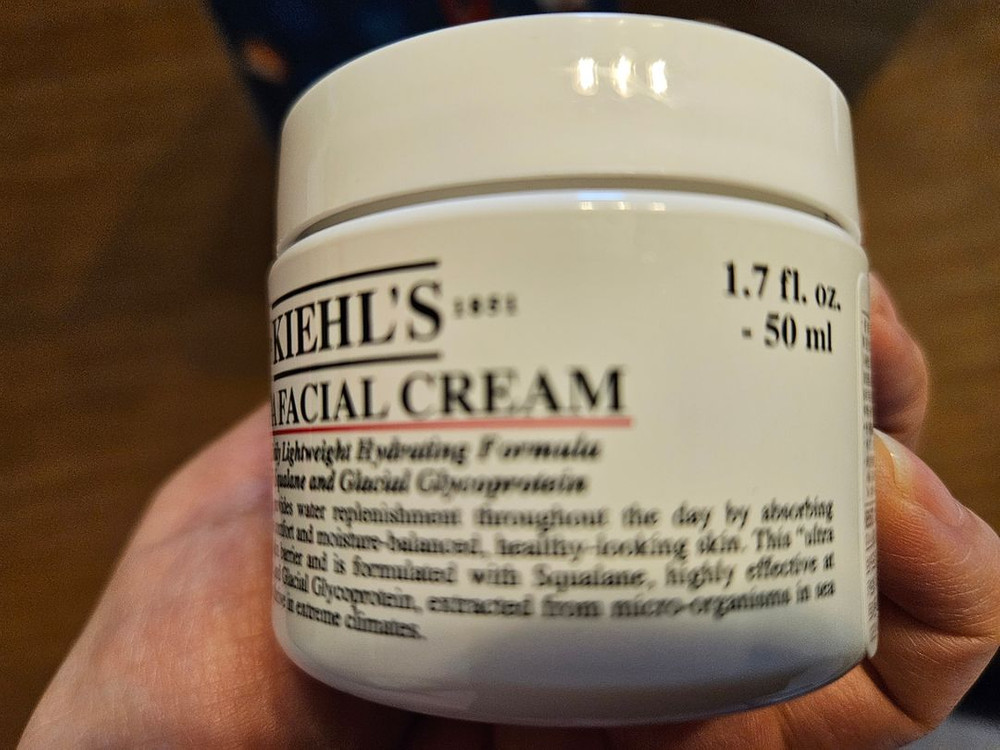 KIEHL'S 1851
A FACIAL CREAM
Lightweight Hydrating Formula
and Glacial Glycoprotein
water replenishment throughout the day by absorbing
and moisture-balanced, healthy-looking skin. This "ultra
barrier and is formulated with Squalane, highly effective at
Glacial Glycoprotein, extracted from micro-organisms in sea
in extreme climates.
1.7 fl. oz.
- 50 ml